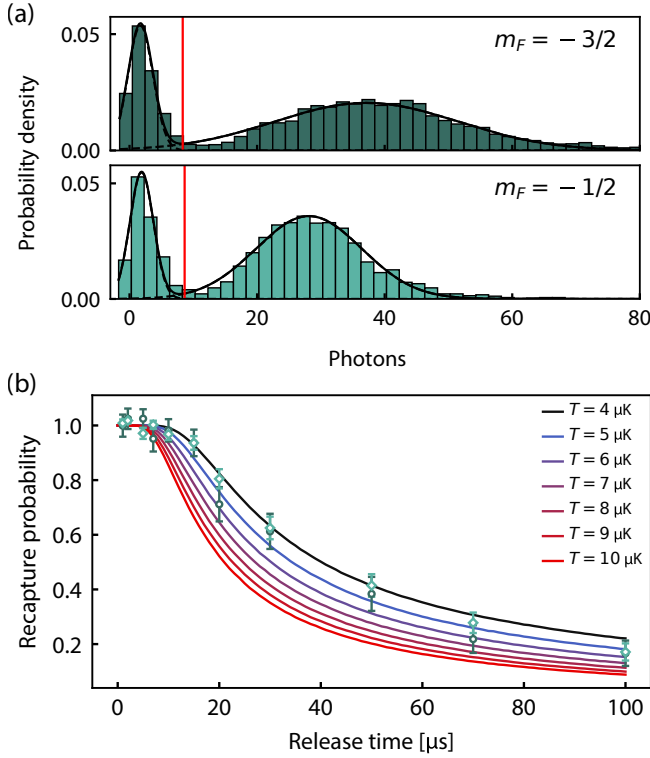 (a)
0.05
0.00
m_F = − 3/2
0.05
0.00
m_F = − 1/2
Probability density
0
20
40
60
80
Photons
(b)
1.0
0.8
0.6
0.4
0.2
Recapture probability
T = 4 μK
T = 5 μK
T = 6 μK
T = 7 μK
T = 8 μK
T = 9 μK
T = 10 μK
0
20
40
60
80
100
Release time [μs]